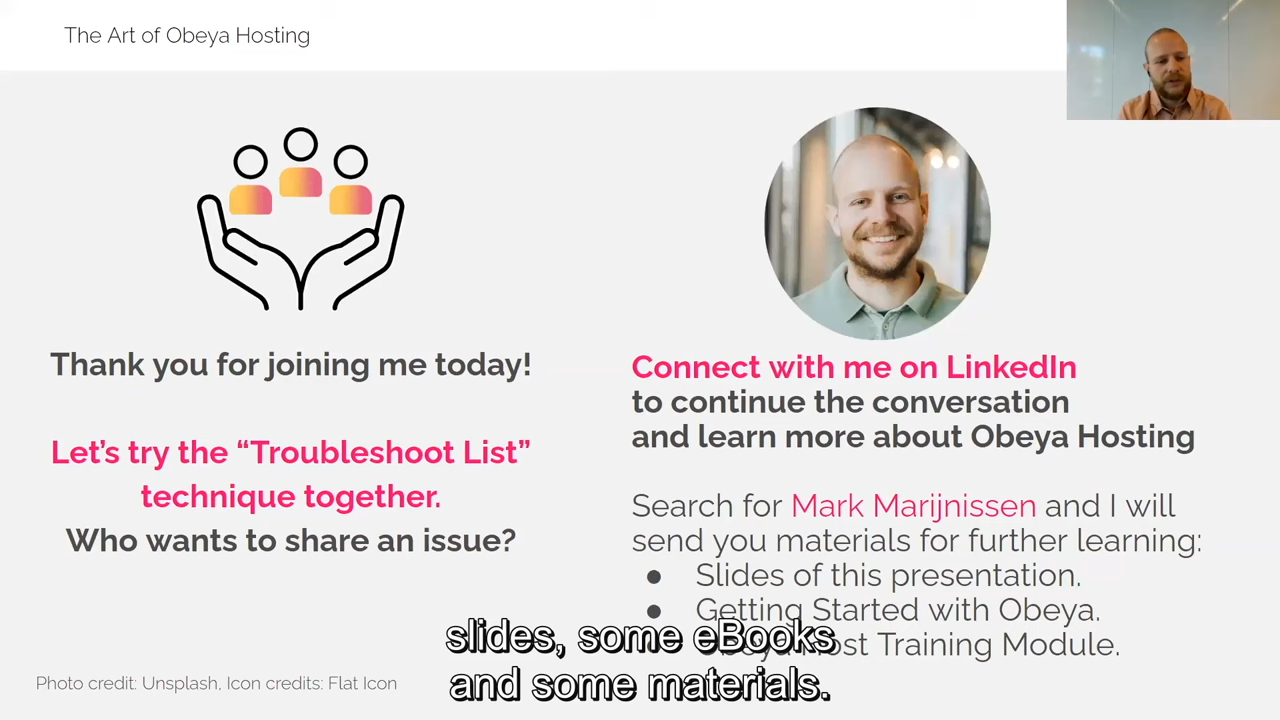 The Art of Obeya Hosting
Thank you for joining me today!
Let's try the “Troubleshoot List”
technique together.
Who wants to share an issue?
Connect with me on LinkedIn
to continue the conversation
and learn more about Obeya Hosting
Search for Mark Marijnissen and I will
send you materials for further learning:
● Slides of this presentation.
● Getting Started with Obeya.
● Training Module.
slides, some eBooks
and some materials.
Photo credit: Unsplash, Icon credits: Flat Icon